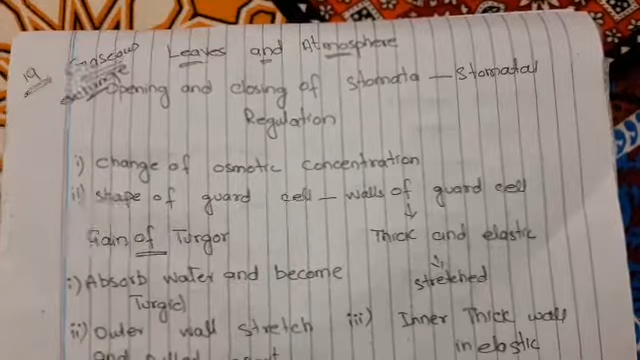 19 Gaseous Leaves and Atmosphere
exchange
Opening and closing of Stomata — Stomatal
Regulation
i) change of osmotic concentration
ii) shape of guard cell — walls of guard cell
↓
Gain of Turgor Thick and elastic
↓
i) Absorb water and become stretched
Turgid
ii) Outer wall stretch iii) Inner Thick wall
inelastic
and pulled